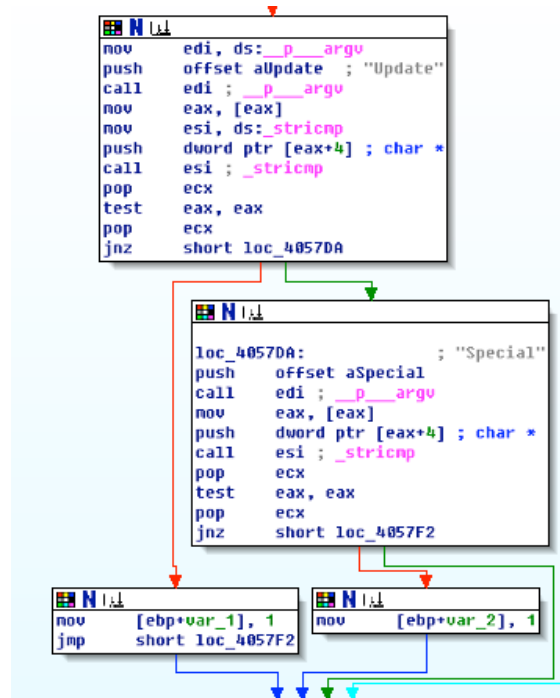 N
mov edi, ds:__p___argv
push offset aUpdate ; "Update"
call edi ; __p___argv
mov eax, [eax]
mov esi, ds:_stricmp
push dword ptr [eax+4] ; char *
call esi ; _stricmp
pop ecx
test eax, eax
pop ecx
jnz short loc_4057DA
N
loc_4057DA: ; "Special"
push offset aSpecial
call edi ; __p___argv
mov eax, [eax]
push dword ptr [eax+4] ; char *
call esi ; _stricmp
pop ecx
test eax, eax
pop ecx
jnz short loc_4057F2
N
mov [ebp+var_1], 1
jmp short loc_4057F2
N
mov [ebp+var_2], 1